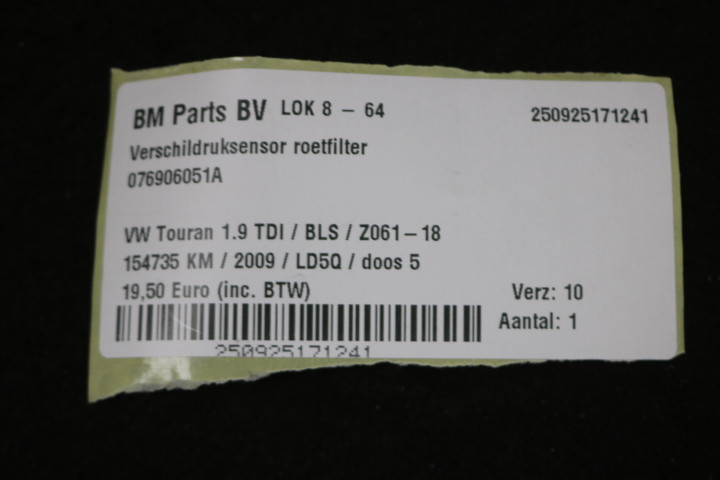 BM Parts BV LOK 8 - 64 250925171241
Verschildruksensor roetfilter
076906051A
VW Touran 1.9 TDI / BLS / Z061-18
154735 KM / 2009 / LD5Q / doos 5
19,50 Euro (inc. BTW) Verz: 10
Aantal: 1
250925171241